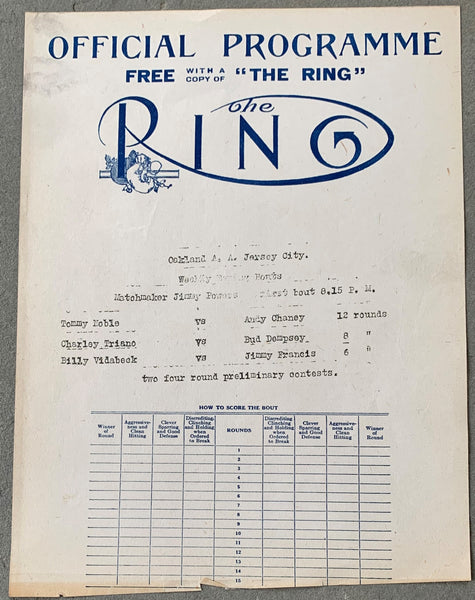 OFFICIAL PROGRAMME
FREE WITH A COPY OF "THE RING"
The
RING
Oakland A. A. Jersey City.
Weekly Boxing Bouts
Matchmaker Jimmy Powers First bout 8.15 P. M.
Tommy Noble vs Andy Chaney 12 rounds
Charley Triano vs Bud Dempsey 8 "
Billy Vidabeck vs Jimmy Francis 6 "
two four round preliminary contests.
HOW TO SCORE THE BOUT
Winner of Round | Aggressiveness and Clean Hitting | Clever Sparring and Good Defense | Discrediting Clinching and Holding when Ordered to Break | ROUNDS | Discrediting Clinching and Holding when Ordered to Break | Clever Sparring and Good Defense | Aggressiveness and Clean Hitting | Winner of Round
1
2
3
4
5
6
7
8
9
10
11
12
13
14
15